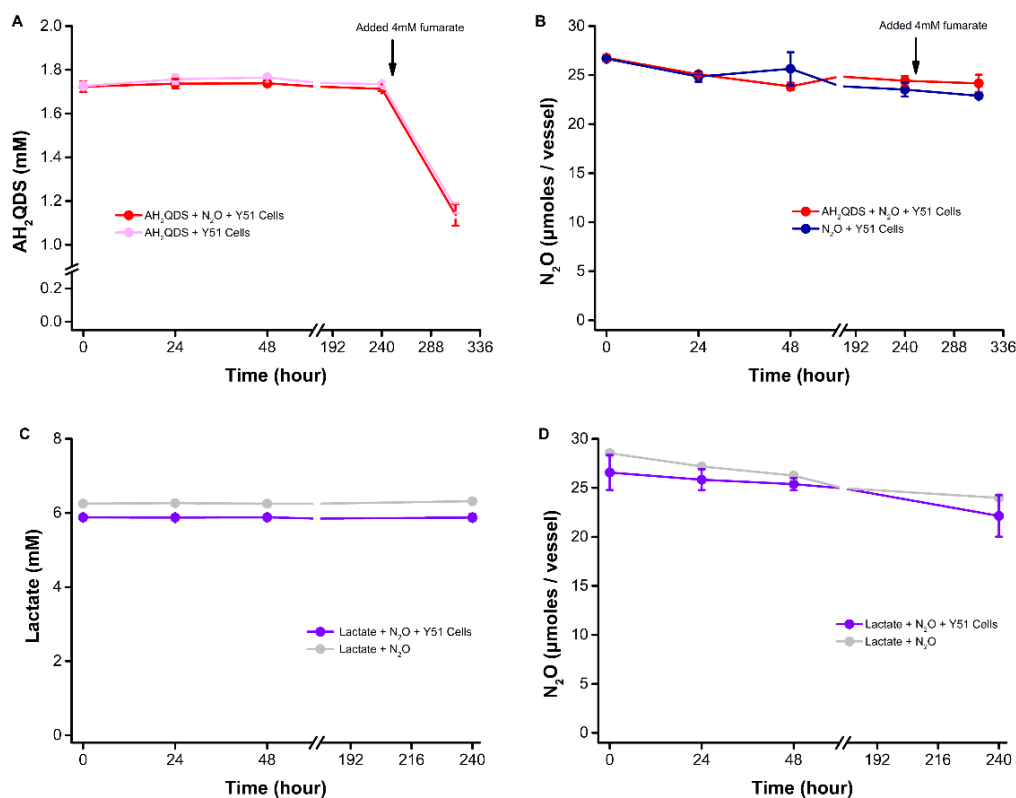 A
Added 4mM fumarate
2.0
1.8
1.6
1.4
1.2
1.0
0.2
0.0
AH₂QDS (mM)
AH₂QDS + N₂O + Y51 Cells
AH₂QDS + Y51 Cells
0 24 48 192 240 288 336
Time (hour)
B
Added 4mM fumarate
30
25
20
15
10
5
0
N₂O (µmoles / vessel)
AH₂QDS + N₂O + Y51 Cells
N₂O + Y51 Cells
0 24 48 192 240 288 336
Time (hour)
C
8
6
4
2
0
Lactate (mM)
Lactate + N₂O + Y51 Cells
Lactate + N₂O
0 24 48 192 216 240
Time (hour)
D
30
25
20
15
10
5
0
N₂O (µmoles / vessel)
Lactate + N₂O + Y51 Cells
Lactate + N₂O
0 24 48 192 216 240
Time (hour)